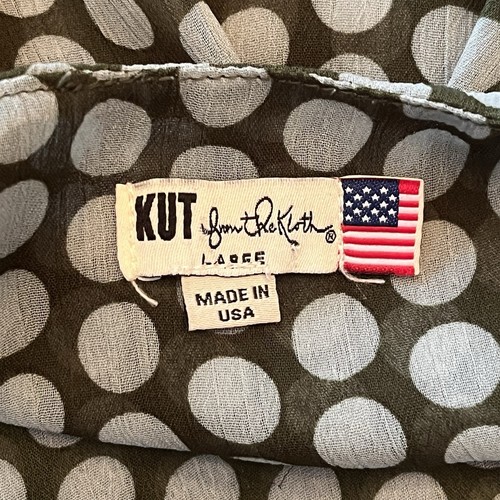 KUT from the Kloth®
LARGE
MADE IN
USA